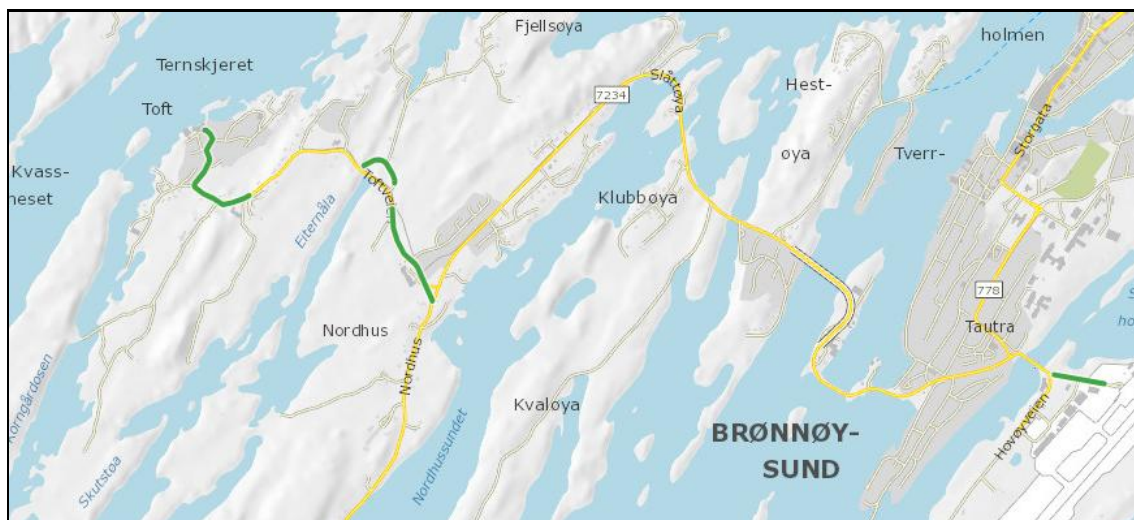 Fjellsøya
holmen
Ternskjeret
Slåttøya
Hest-
7234
Toft
Storgata
øya
Tverr-
Kvass-
neset
Toftveien
Klubbøya
Eiternåla
778
Nordhus
Tautra
Nordhus
Korngårdosen
Kvaløya
Hovøyveien
BRØNNØY-
SUND
Nordhussundet
Skutstøa